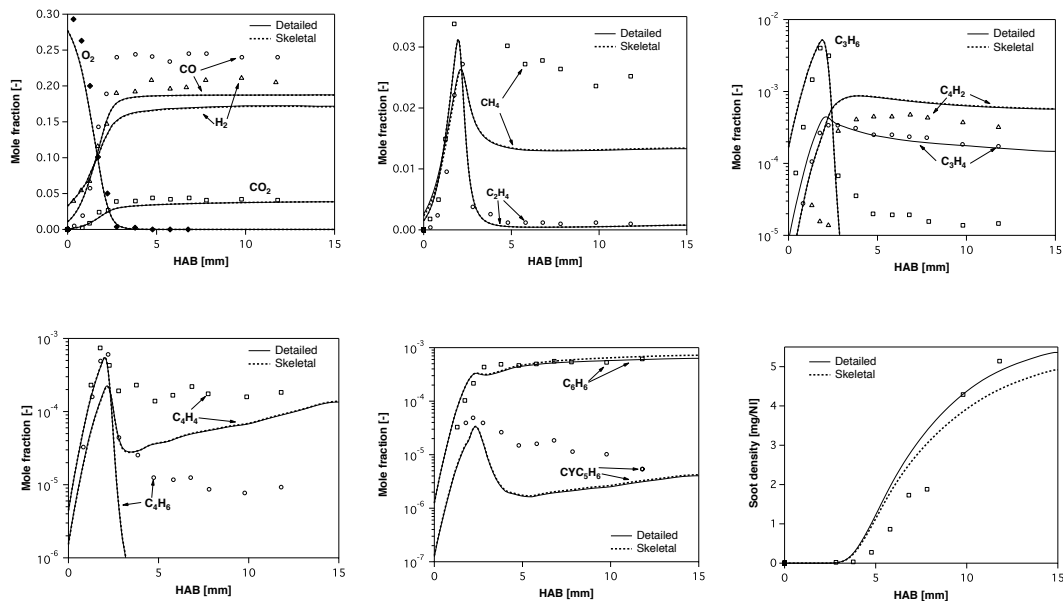 Detailed
Skeletal
0.30
0.25
0.20
0.15
0.10
0.05
0.00
Mole fraction [-]
O₂
CO
H₂
CO₂
0
5
10
15
HAB [mm]
Detailed
Skeletal
0.03
0.02
0.01
0.00
Mole fraction [-]
CH₄
C₂H₄
0
5
10
15
HAB [mm]
Detailed
Skeletal
10⁻²
10⁻³
10⁻⁴
10⁻⁵
Mole fraction [-]
C₃H₆
C₄H₂
C₃H₄
0
5
10
15
HAB [mm]
Detailed
Skeletal
10⁻³
10⁻⁴
10⁻⁵
10⁻⁶
Mole fraction [-]
C₄H₄
C₄H₆
0
5
10
15
HAB [mm]
10⁻³
10⁻⁴
10⁻⁵
10⁻⁶
10⁻⁷
Mole fraction [-]
C₆H₆
CYC₅H₆
Detailed
Skeletal
0
5
10
15
HAB [mm]
Detailed
Skeletal
5
4
3
2
1
0
Soot density [mg/Nl]
0
5
10
15
HAB [mm]